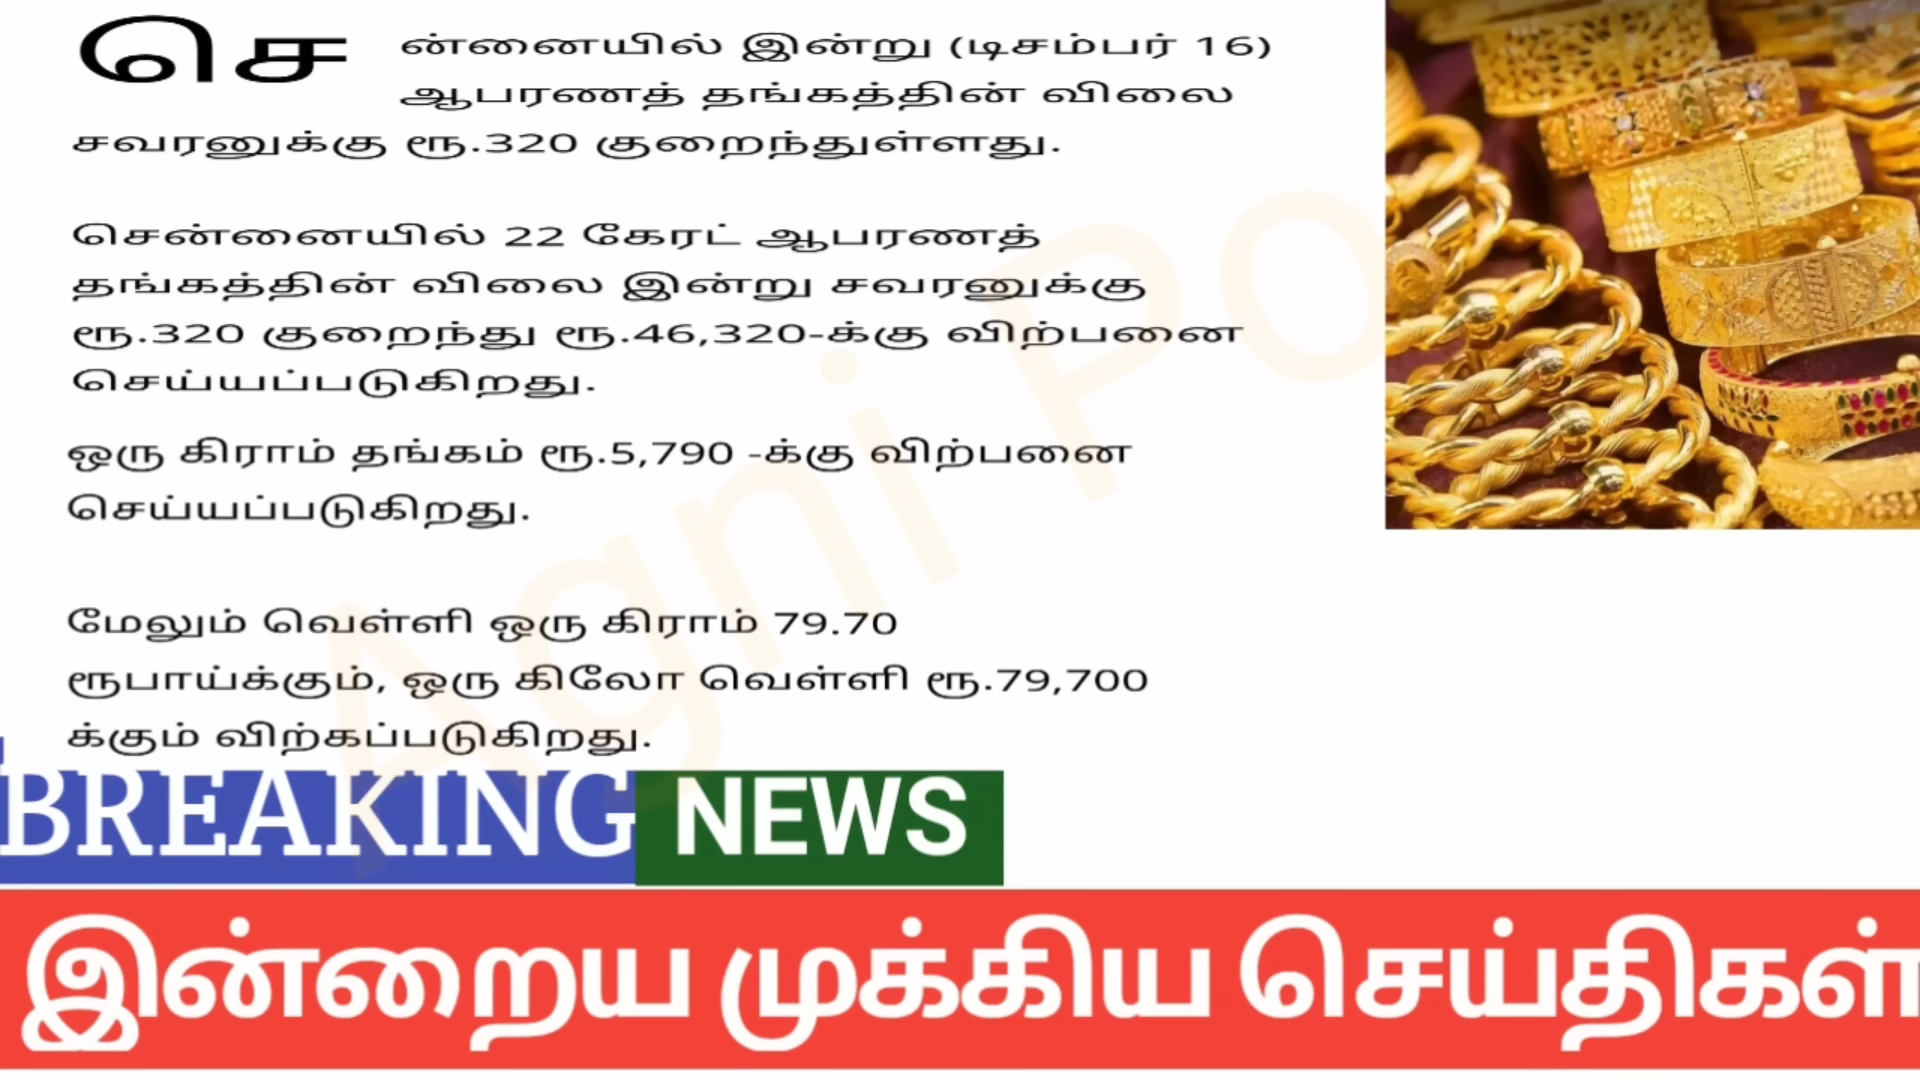 சென்னையில் இன்று (டிசம்பர் 16)
ஆபரணத் தங்கத்தின் விலை
சவரனுக்கு ரூ.320 குறைந்துள்ளது.
சென்னையில் 22 கேரட் ஆபரணத்
தங்கத்தின் விலை இன்று சவரனுக்கு
ரூ.320 குறைந்து ரூ.46,320-க்கு விற்பனை
செய்யப்படுகிறது.
ஒரு கிராம் தங்கம் ரூ.5,790 -க்கு விற்பனை
செய்யப்படுகிறது.
மேலும் வெள்ளி ஒரு கிராம் 79.70
ரூபாய்க்கும், ஒரு கிலோ வெள்ளி ரூ.79,700
க்கும் விற்கப்படுகிறது.
Agni Po
BREAKING NEWS
இன்றைய முக்கிய செய்திகள்